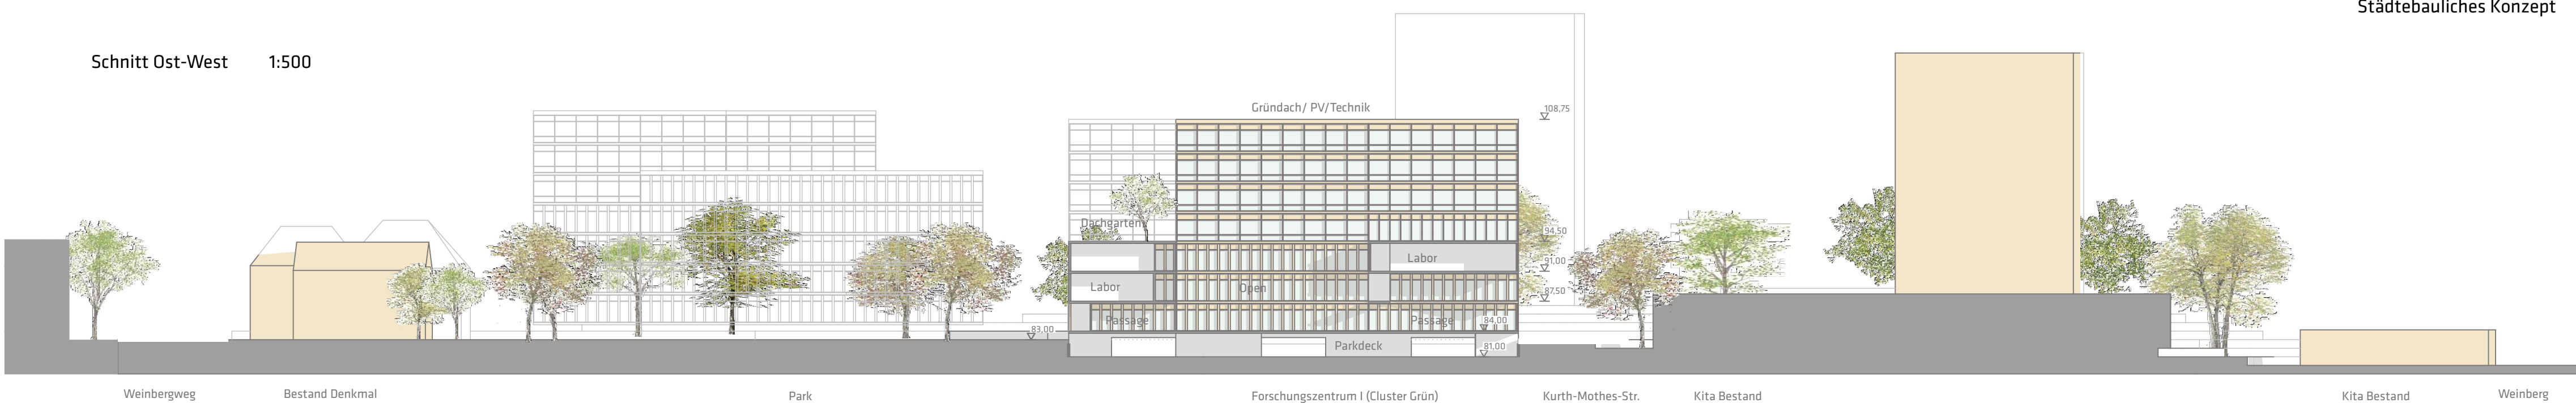 Städtebauliches Konzept
Schnitt Ost-West 1:500
Gründach/ PV/Technik
108,75
Dachgarten
94,50
Labor
91,00
Labor
Open
87,50
Passage
Passage
84,00
83,00
Parkdeck
81,00
Weinbergweg
Bestand Denkmal
Park
Forschungszentrum I (Cluster Grün)
Kurth-Mothes-Str.
Kita Bestand
Kita Bestand
Weinberg